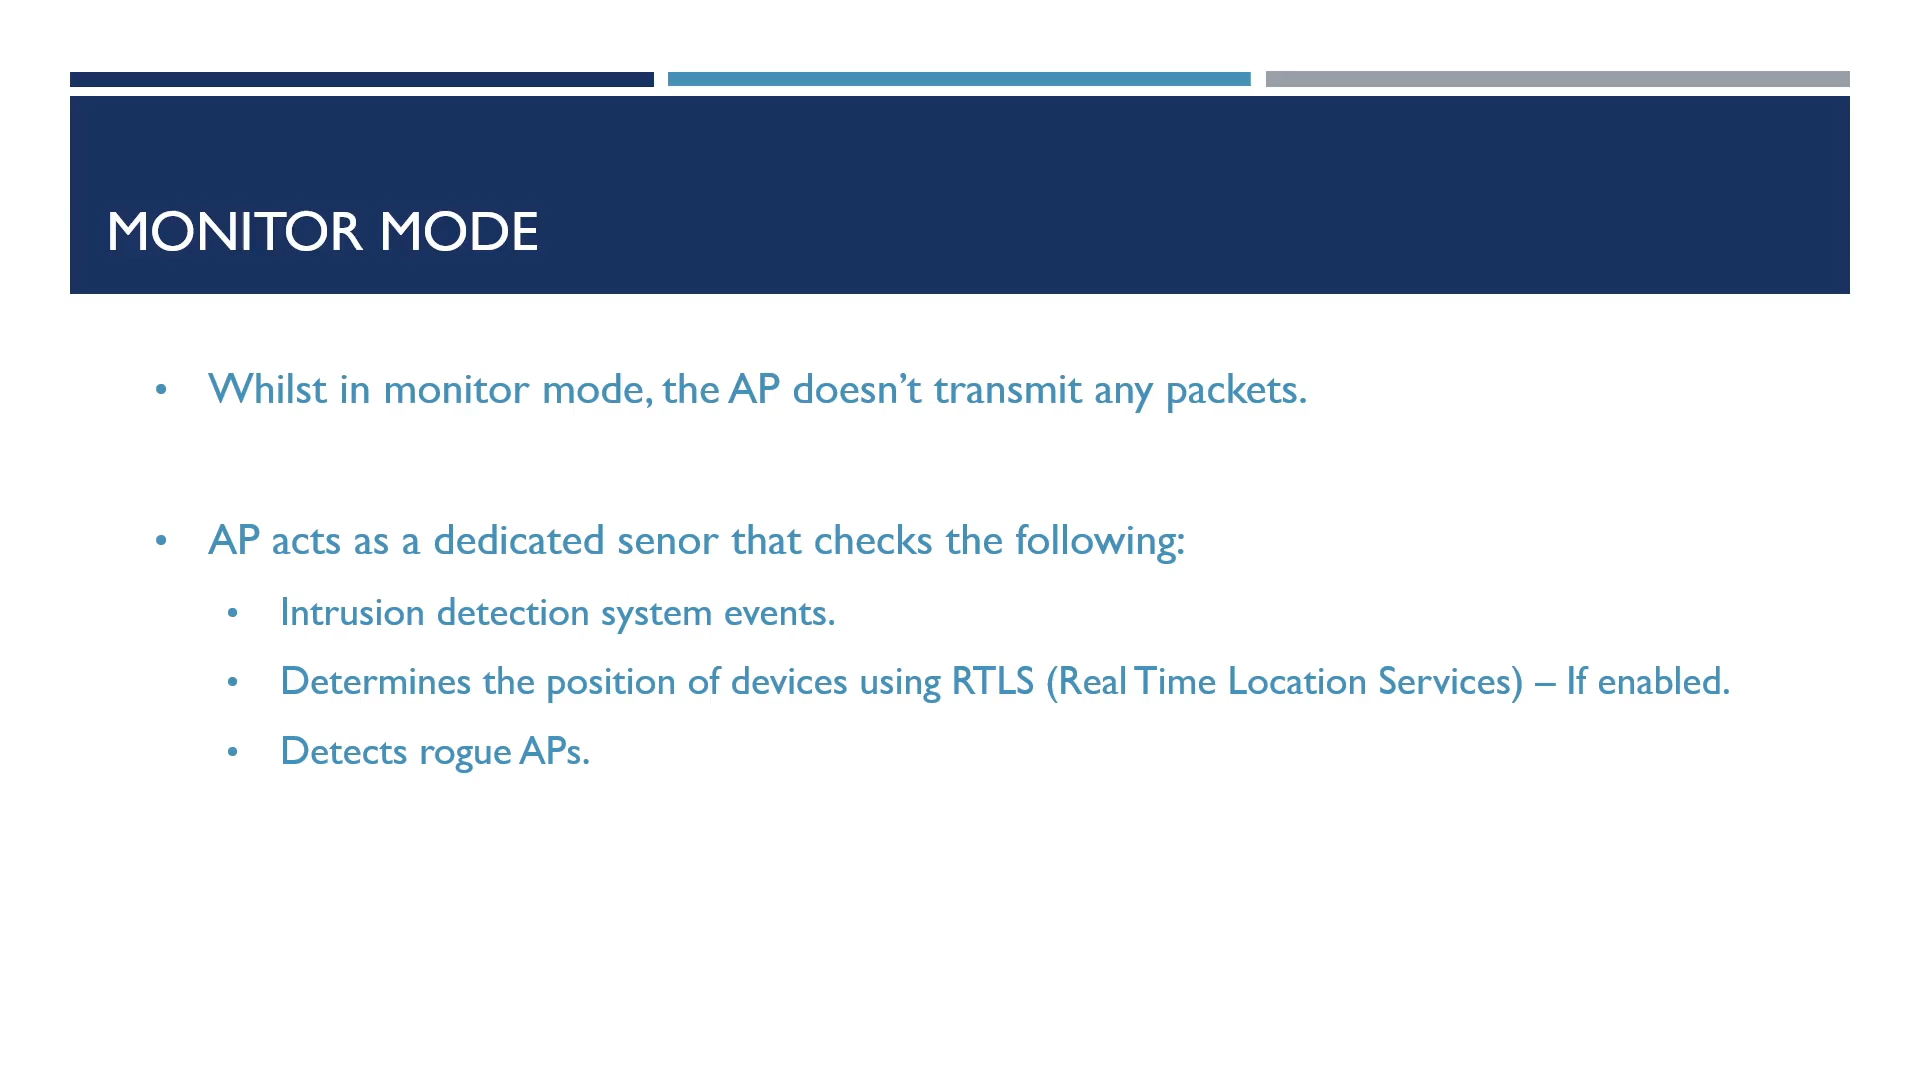 MONITOR MODE
• Whilst in monitor mode, the AP doesn’t transmit any packets.
• AP acts as a dedicated senor that checks the following:
• Intrusion detection system events.
• Determines the position of devices using RTLS (Real Time Location Services) – If enabled.
• Detects rogue APs.